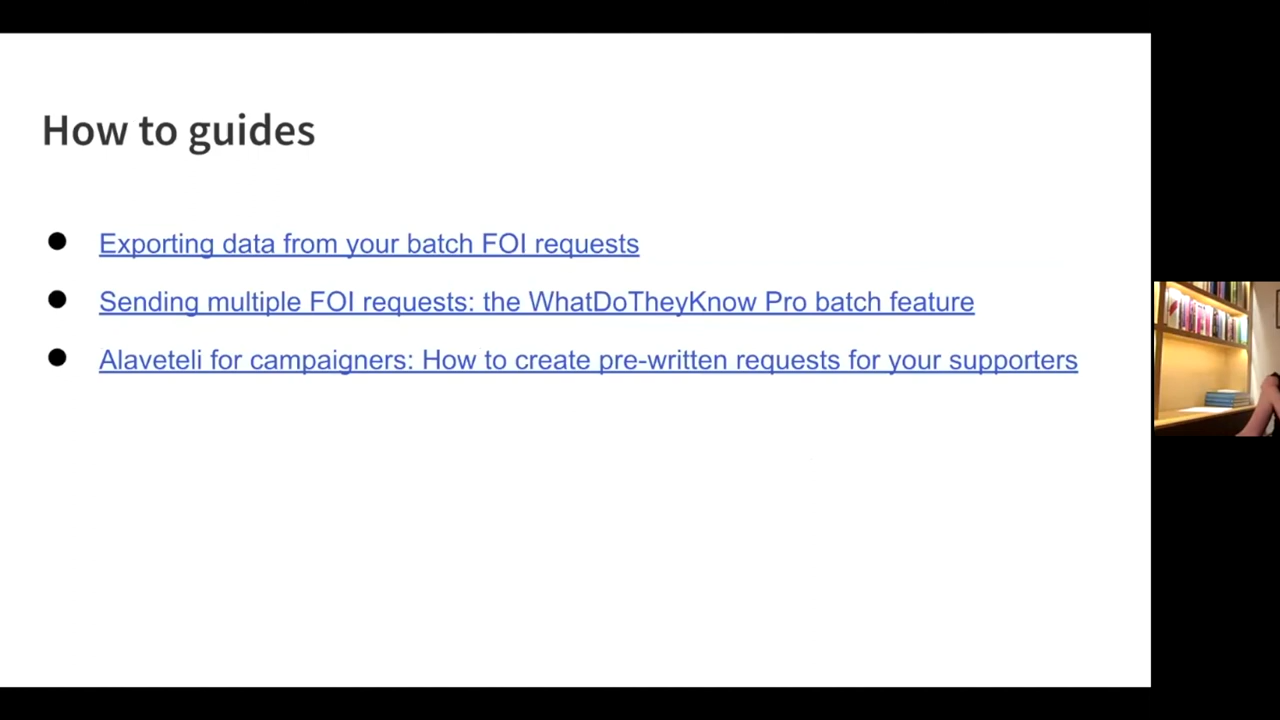 How to guides
Exporting data from your batch FOI requests
Sending multiple FOI requests: the WhatDoTheyKnow Pro batch feature
Alaveteli for campaigners: How to create pre-written requests for your supporters